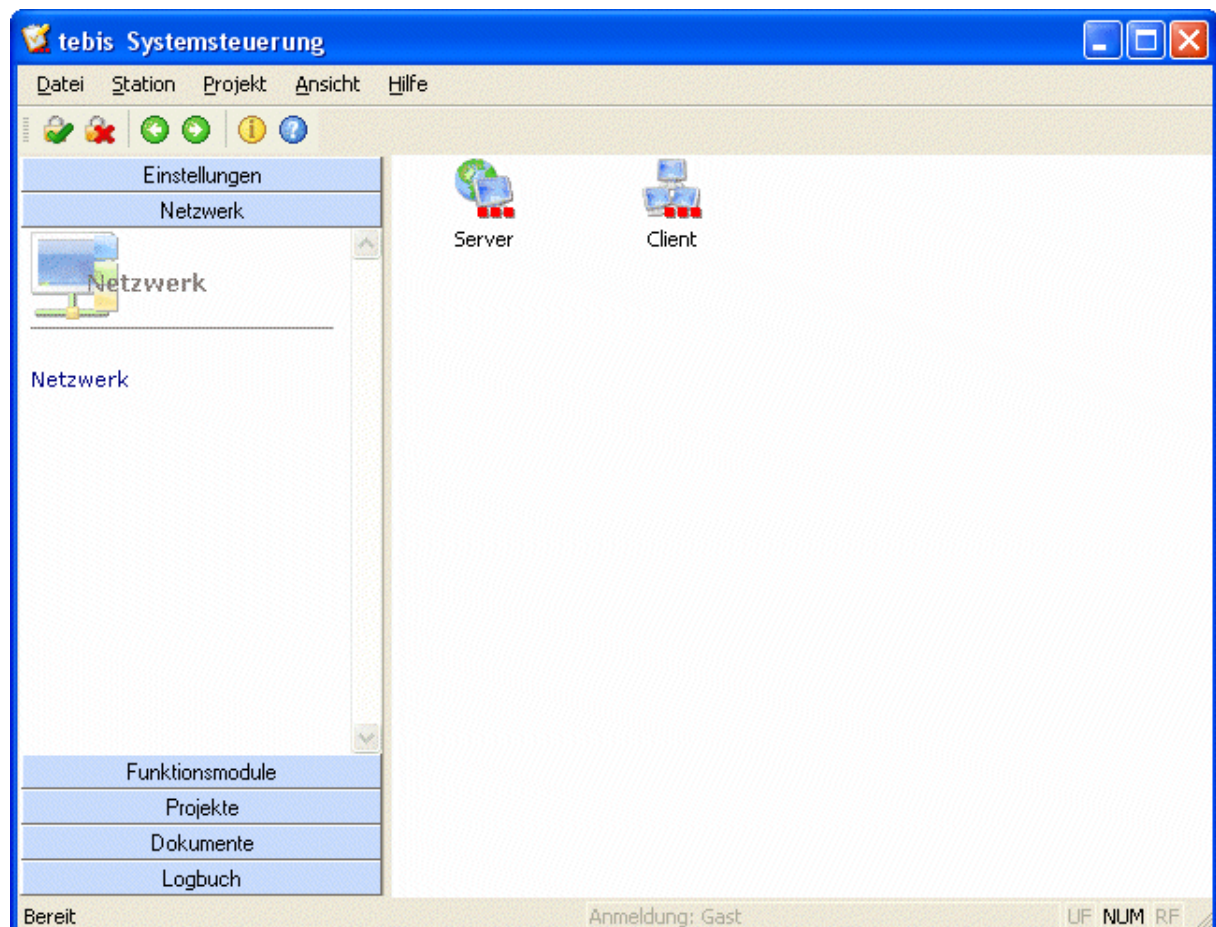 tebis Systemsteuerung
Datei Station Projekt Ansicht Hilfe
Einstellungen
Netzwerk
Netzwerk
Netzwerk
Server Client
Funktionsmodule
Projekte
Dokumente
Logbuch
Bereit Anmeldung: Gast UF NUM RF